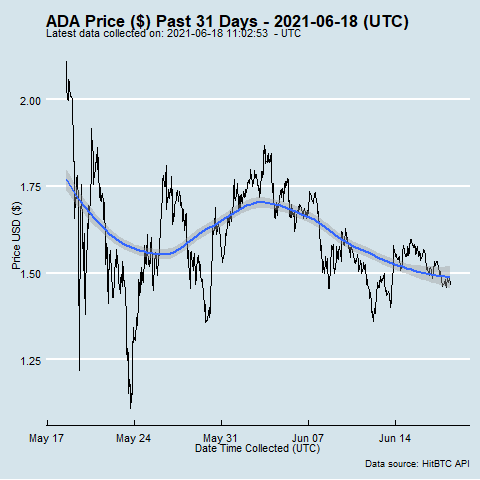 ADA Price ($) Past 31 Days - 2021-06-18 (UTC)
Latest data collected on: 2021-06-18 11:02:53 - UTC
Price USD ($)
2.00
1.75
1.50
1.25
May 17 May 24 May 31 Jun 07 Jun 14
Date Time Collected (UTC)
Data source: HitBTC API